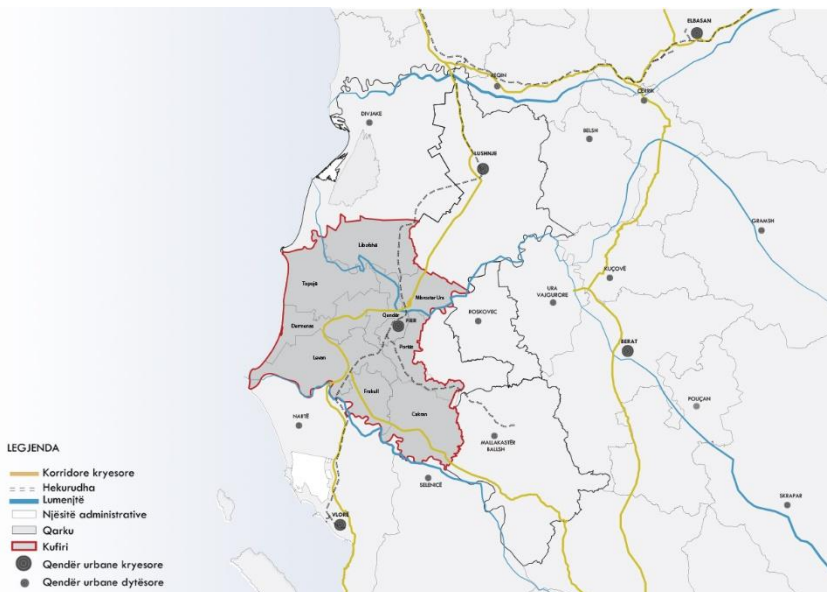 ELBASAN
CERRIK
DIVJAKE
BELSH
LUSHNJE
GRAMSH
Libofshë
KUÇOVË
Topojë
Mbrostar Ura
URA
VAJGURORE
Qendër
FIER
ROSKOVEC
Dermenas
Portëz
BERAT
Levan
Frakull
POLIÇAN
Cakran
NARTË
MALLAKASTËR
BALLSH
SELENICË
SKRAPAR
VLORË
LEGJENDA
Korridore kryesore
Hekurudha
Lumenjtë
Njësitë administrative
Qarku
Kufiri
Qendër urbane kryesore
Qendër urbane dytësore